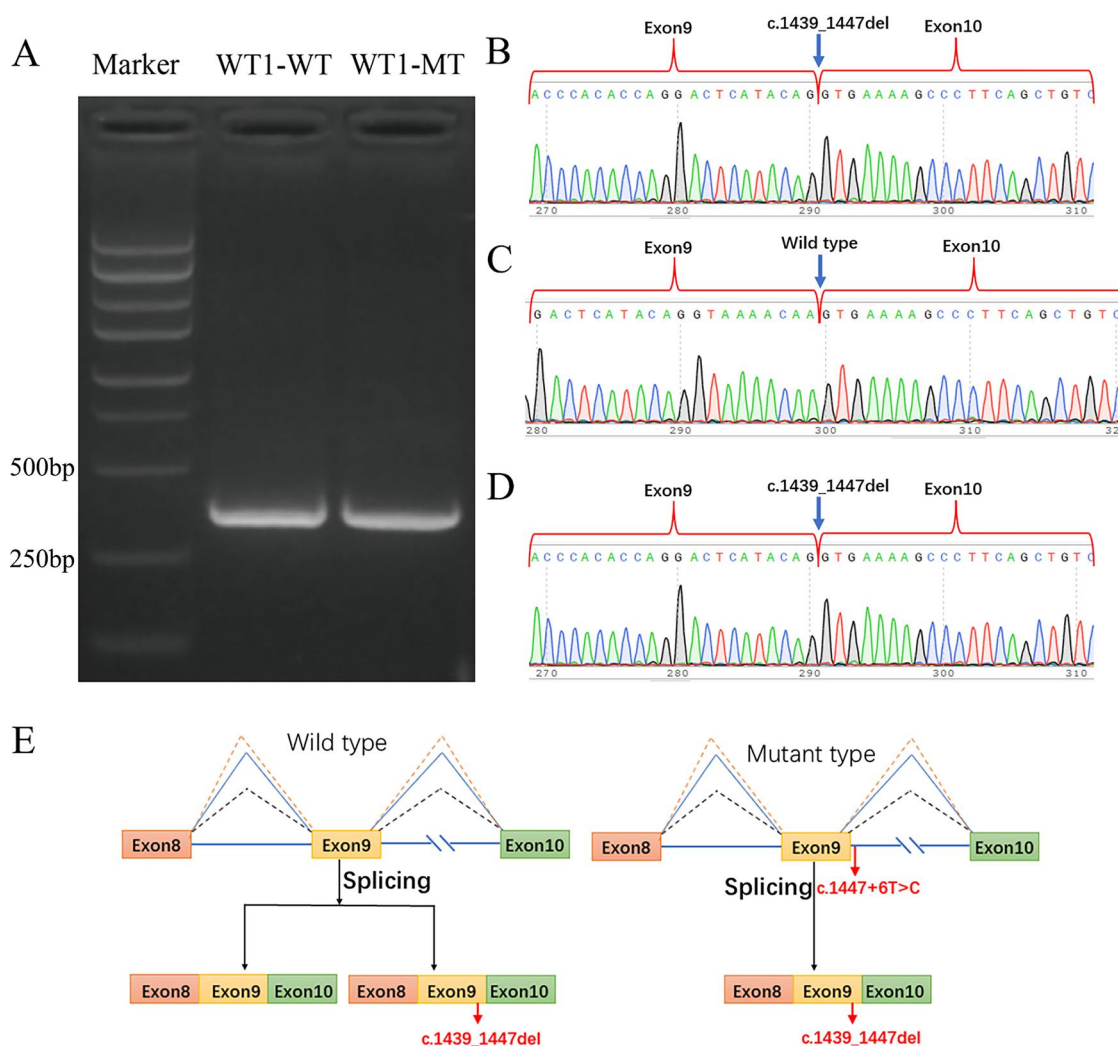 A
Marker WT1-WT WT1-MT
500bp
250bp
B
Exon9 c.1439_1447del Exon10
ACCCACACCAGGACTCATACAGGTGAAAAGCCCTTCAGCTGTC
270 280 290 300 310
C
Exon9 Wild type Exon10
GACTCATACAGGTAAAACAAGTGAAAAGCCCTTCAGCTGTC
280 290 300 310
D
Exon9 c.1439_1447del Exon10
ACCCACACCAGGACTCATACAGGTGAAAAGCCCTTCAGCTGTC
270 280 290 300 310
E
Wild type
Exon8 Exon9 Exon10
Splicing
Exon8 Exon9 Exon10
Exon8 Exon9 Exon10
c.1439_1447del
Mutant type
Exon8 Exon9 Exon10
Splicing c.1447+6T>C
Exon8 Exon9 Exon10
c.1439_1447del